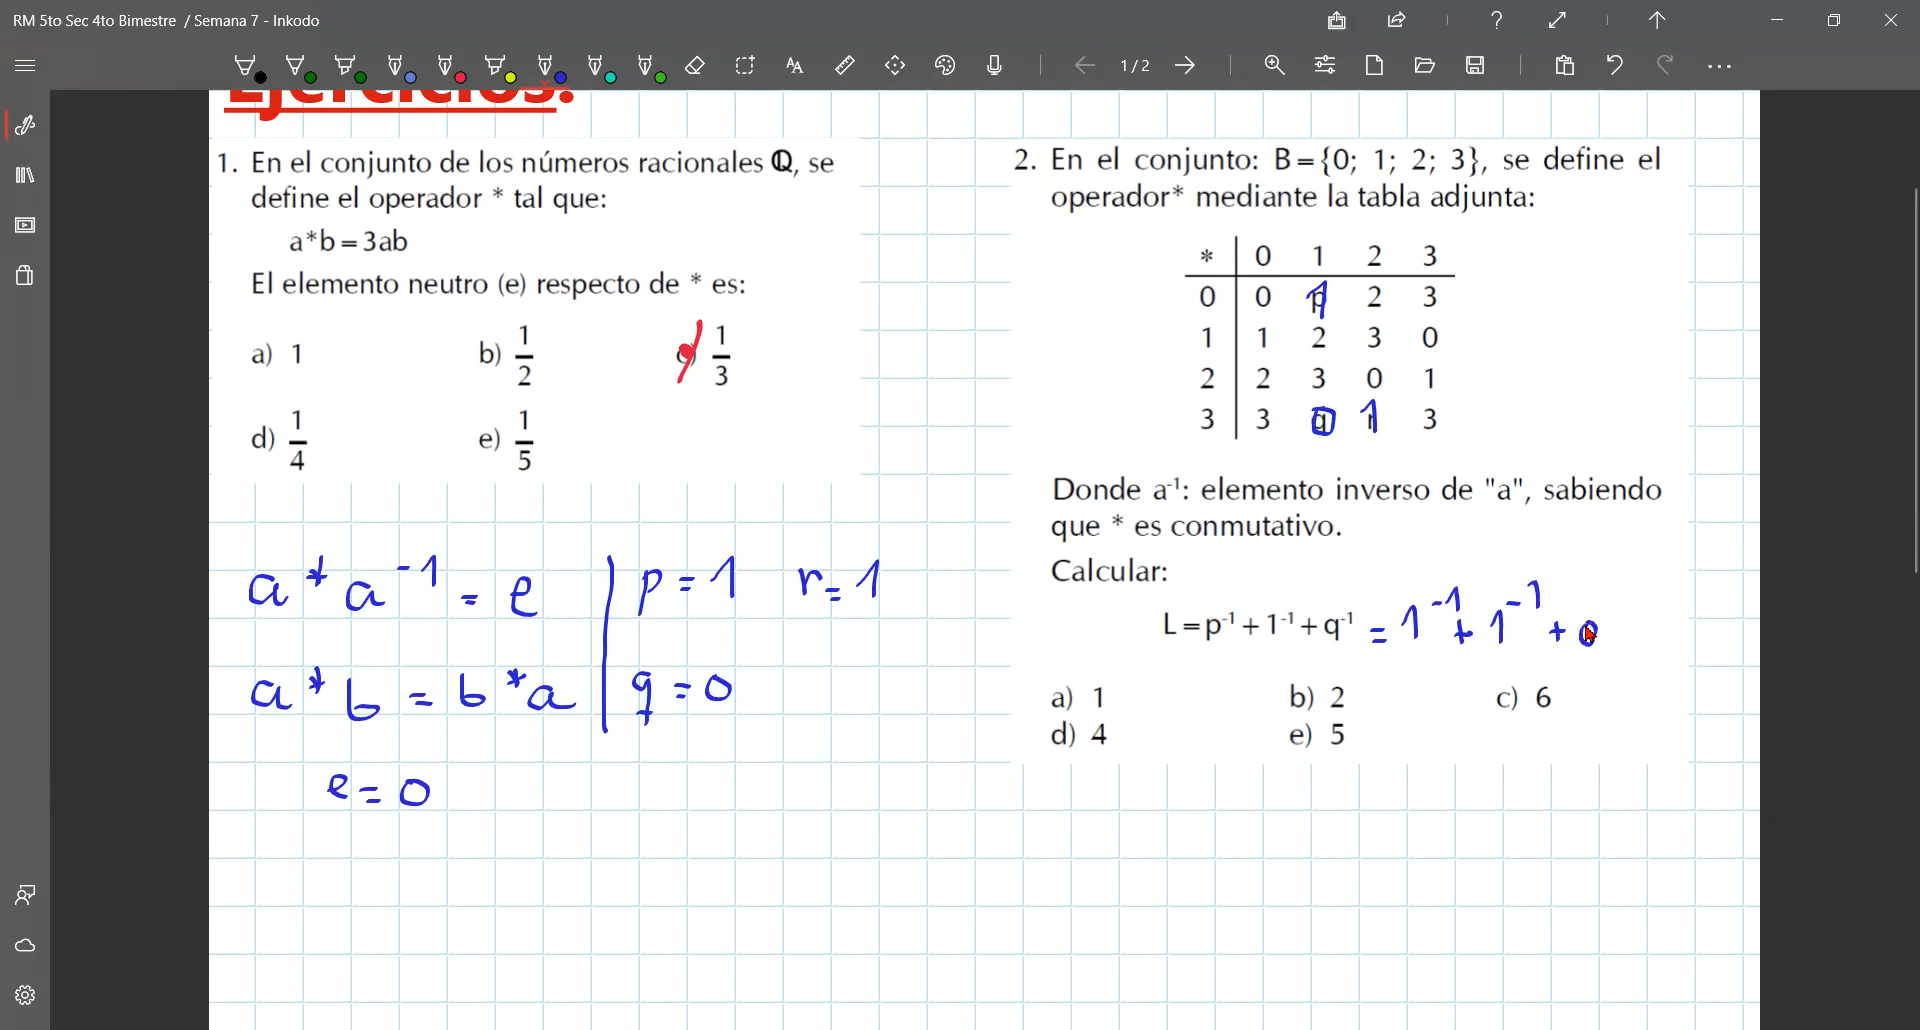 RM 5to Sec 4to Bimestre / Semana 7 - Inkodo
1 / 2
Ejercicios:
1. En el conjunto de los números racionales ℚ, se
define el operador * tal que:
a*b=3ab
El elemento neutro (e) respecto de * es:
a) 1 b) 1/2 c) 1/3
d) 1/4 e) 1/5
a * a⁻¹ = e
a * b = b * a
e = 0
p = 1 r = 1
q = 0
2. En el conjunto: B={0; 1; 2; 3}, se define el
operador* mediante la tabla adjunta:
* 0 1 2 3
0 0 1 2 3
1 1 2 3 0
2 2 3 0 1
3 3 0 1 3
Donde a⁻¹: elemento inverso de "a", sabiendo
que * es conmutativo.
Calcular:
L=p⁻¹+1⁻¹+q⁻¹ = 1⁻¹ + 1⁻¹ + 0
a) 1 b) 2 c) 6
d) 4 e) 5